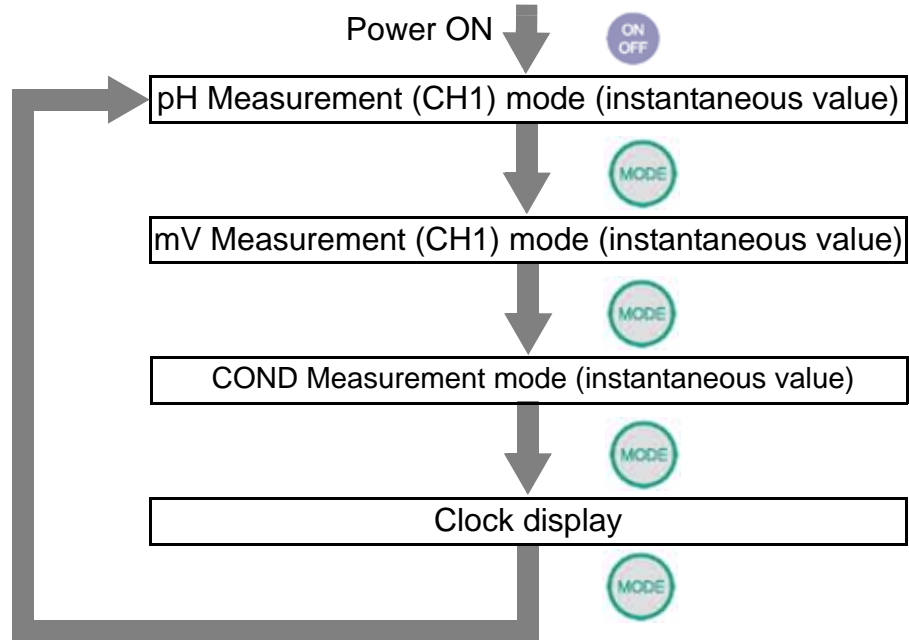 Power ON
ON
OFF
pH Measurement (CH1) mode (instantaneous value)
MODE
mV Measurement (CH1) mode (instantaneous value)
MODE
COND Measurement mode (instantaneous value)
MODE
Clock display
MODE